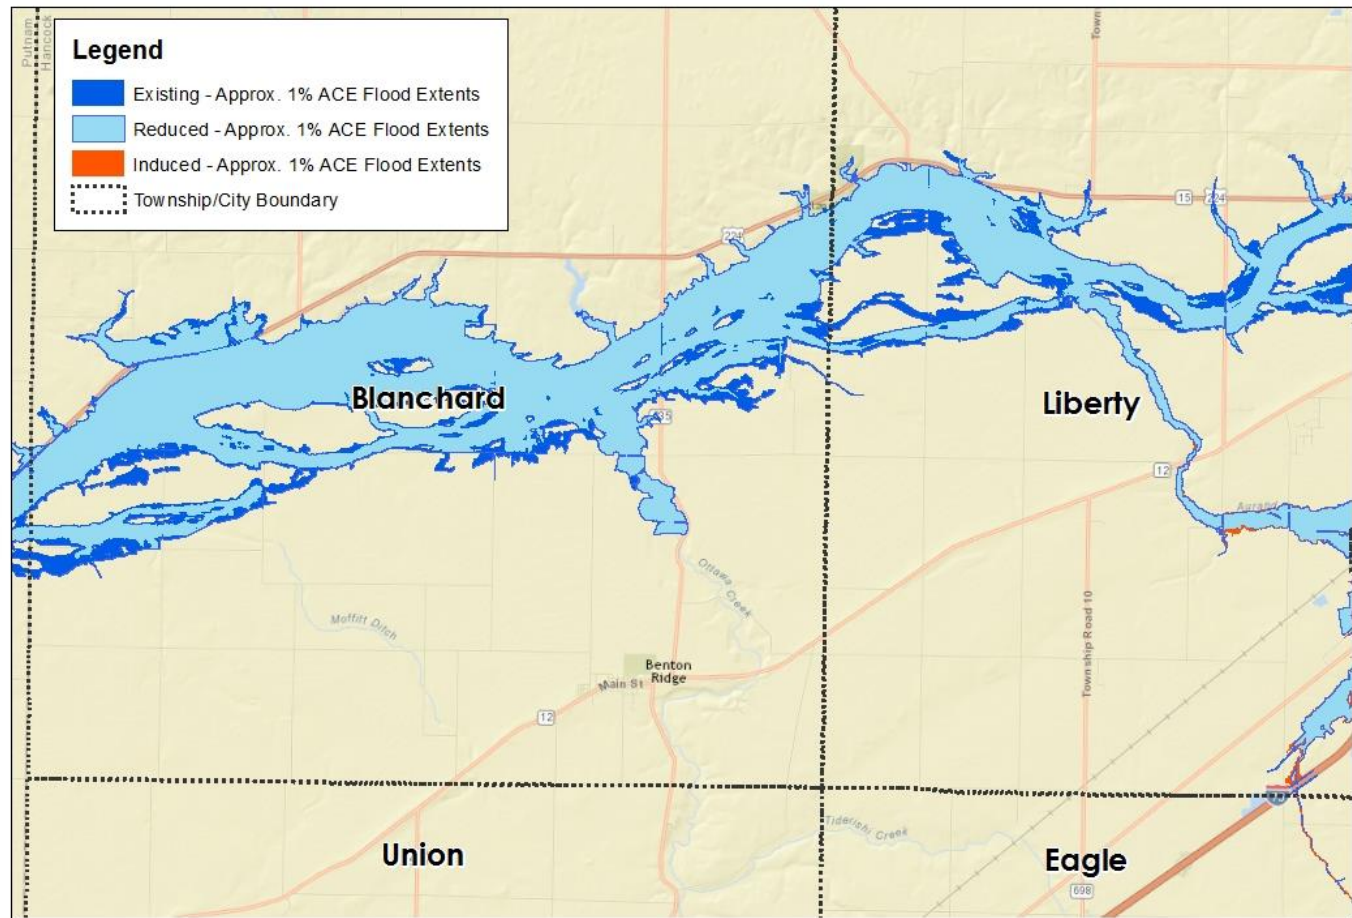 Putnam
Hancock
Legend
Existing - Approx. 1% ACE Flood Extents
Reduced - Approx. 1% ACE Flood Extents
Induced - Approx. 1% ACE Flood Extents
Township/City Boundary
Town
15
224
224
Blanchard
Liberty
235
12
Aurand
Ottawa
Creek
Moffitt Ditch
Township Road 10
Benton
Ridge
Main St
12
Tiderishi Creek
Union
Eagle
698